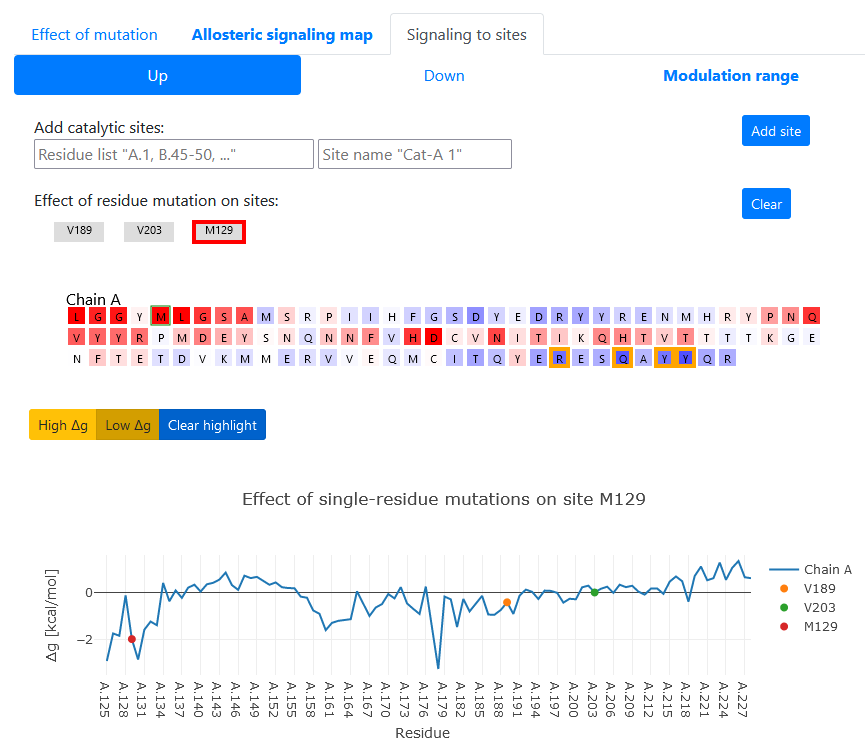 Effect of mutation Allosteric signaling map Signaling to sites
Up Down Modulation range
Add catalytic sites:
Add site
Residue list "A.1, B.45-50, ..." Site name "Cat-A 1"
Effect of residue mutation on sites:
Clear
V189 V203 M129
Chain A
L G G Y M L G S A M S R P I I H F G S D Y E D R Y Y R E N M H R Y P N Q
V Y Y R P M D E Y S N Q N N F V H D C V N I T I K Q H T V T T T T K G E
N F T E T D V K M M E R V V E Q M C I T Q Y E R E S Q A Y Y Q R
High Δg Low Δg Clear highlight
Effect of single-residue mutations on site M129
Chain A
V189
V203
M129
Δg [kcal/mol]
0
−2
A.125 A.128 A.131 A.134 A.137 A.140 A.143 A.146 A.149 A.152 A.155 A.158 A.161 A.164 A.167 A.170 A.173 A.176 A.179 A.182 A.185 A.188 A.191 A.194 A.197 A.200 A.203 A.206 A.209 A.212 A.215 A.218 A.221 A.224 A.227
Residue